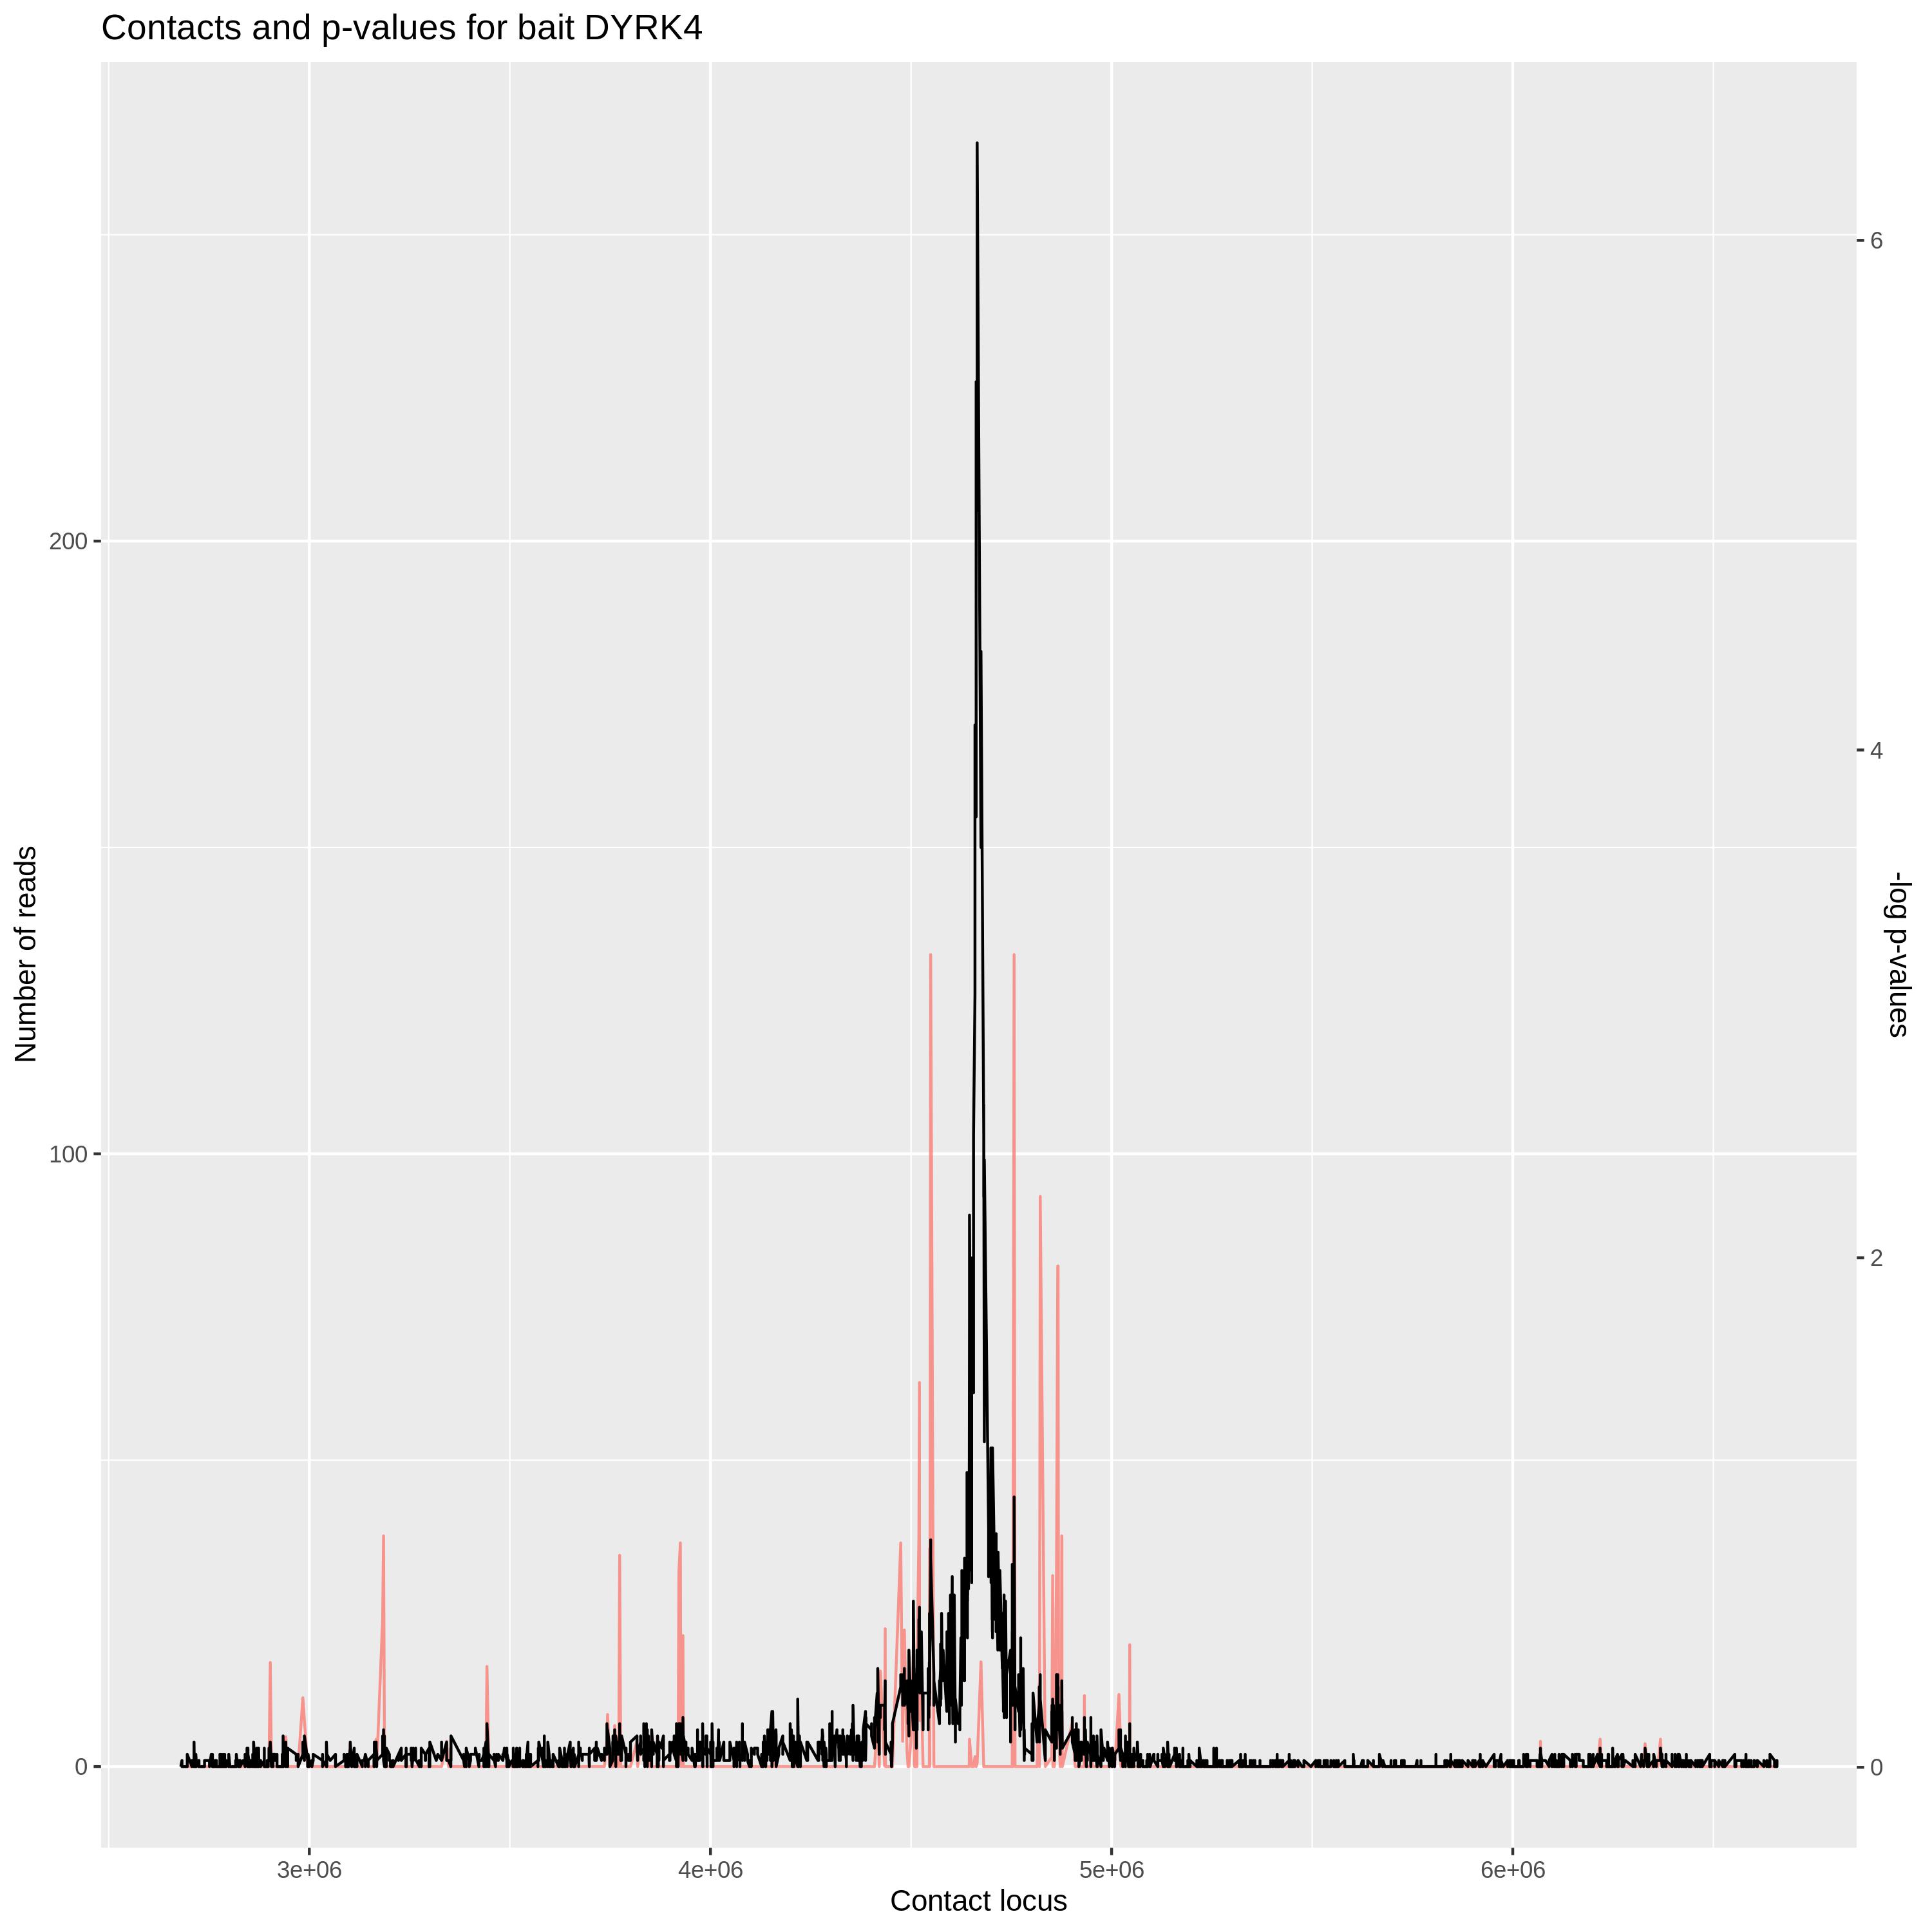 Contacts and p-values for bait DYRK4
Number of reads
200
100
0
6
4
2
0
-log p-values
3e+06
4e+06
5e+06
6e+06
Contact locus